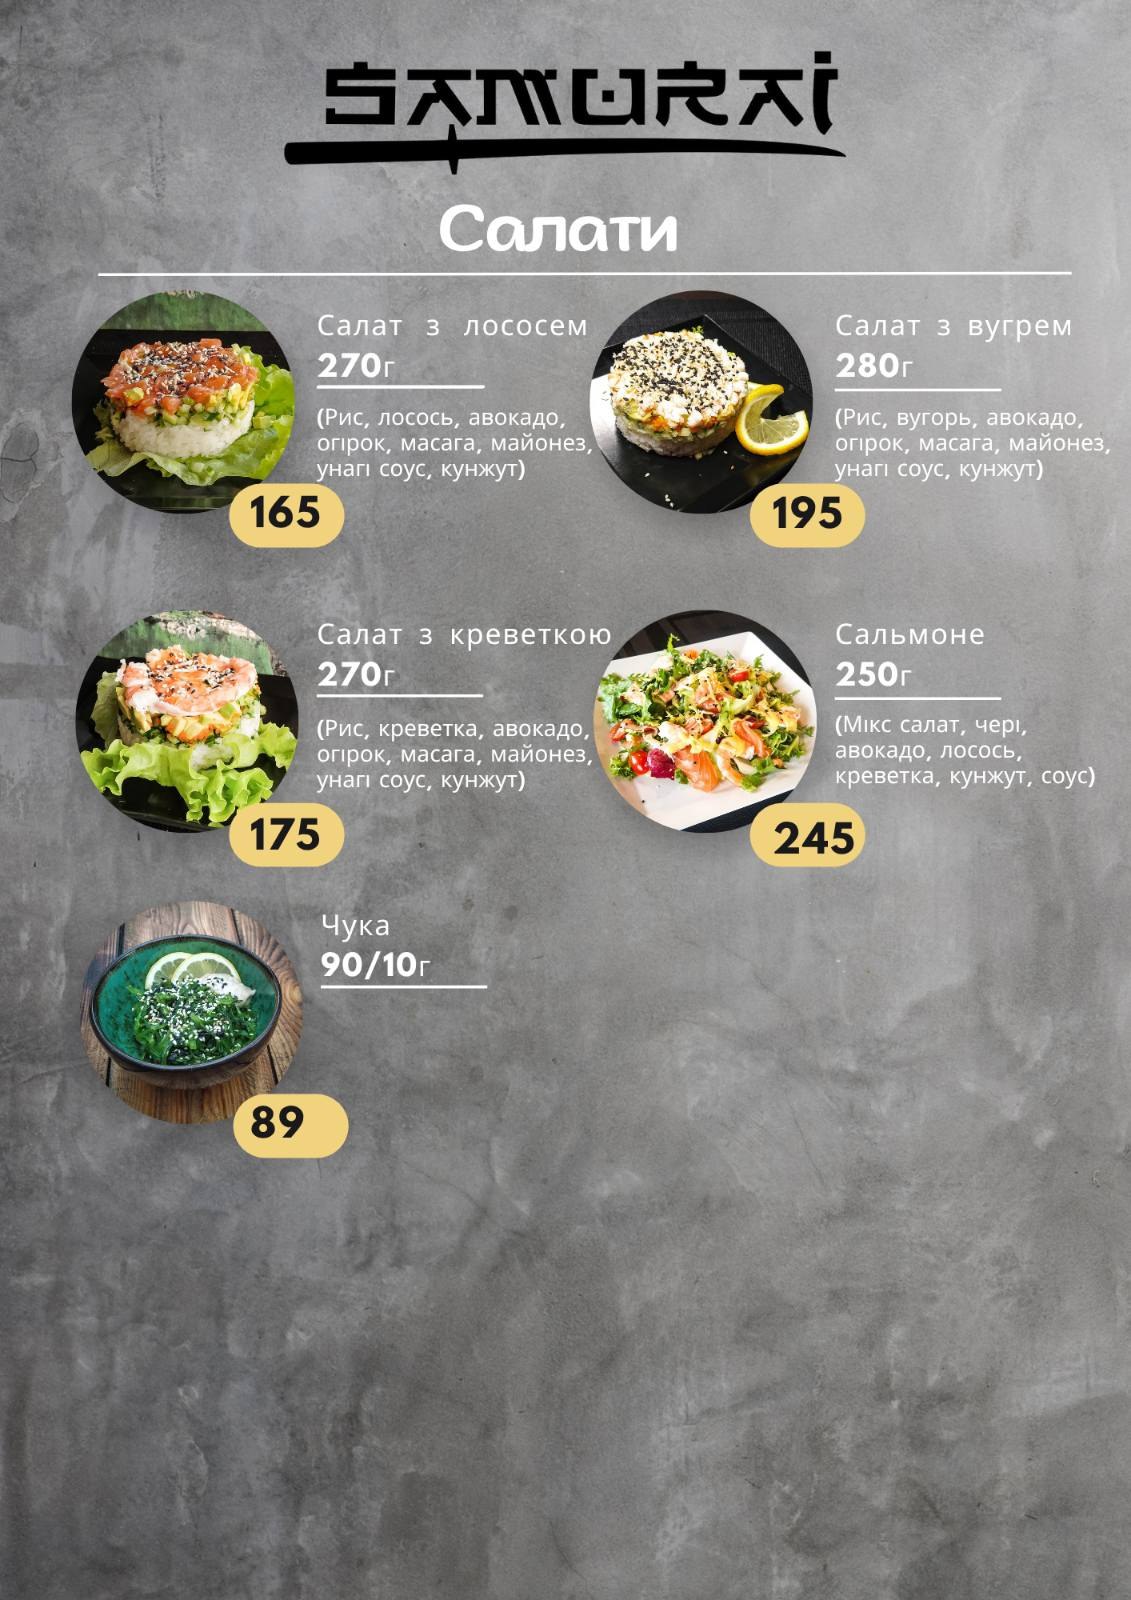 SAMURAI
Салати
Салат з лососем
270г
(Рис, лосось, авокадо,
огірок, масага, майонез,
унагі соус, кунжут)
165
Салат з вугрем
280г
(Рис, вугорь, авокадо,
огірок, масага, майонез,
унагі соус, кунжут)
195
Салат з креветкою
270г
(Рис, креветка, авокадо,
огірок, масага, майонез,
унагі соус, кунжут)
175
Сальмоне
250г
(Мікс салат, чері,
авокадо, лосось,
креветка, кунжут, соус)
245
Чука
90/10г
89